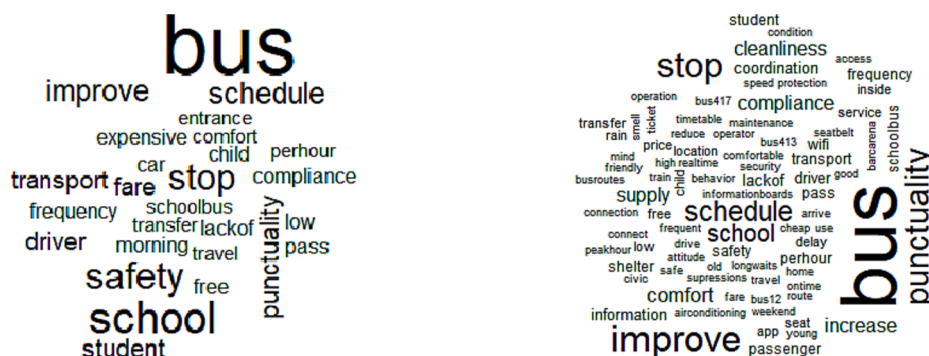 bus
improve
schedule
entrance
expensive comfort
car child perhour
transport fare stop compliance
frequency schoolbus
transfer lackof low
driver morning travel pass
punctuality
safety free
school
student
student
condition
cleanliness
stop coordination access
speed protection frequency
inside
operation bus417 compliance service
transfer timetable maintenance
rain smell ticket reduce operator seatbelt
price bus413 wifi
mind location comfortable transport
friendly high realtime security good
busroutes train behavior lackof driver
child informationboards pass
supply
barcarena
schoolbus
punctuality
bus
connection free schedule arrive
connect frequent school cheap use
peakhour low drive delay
attitude safety perhour
shelter safe old longwaits home
civic supressions travel
ontime
comfort fare bus12 route
information airconditioning weekend
improve app seat young increase
passenger